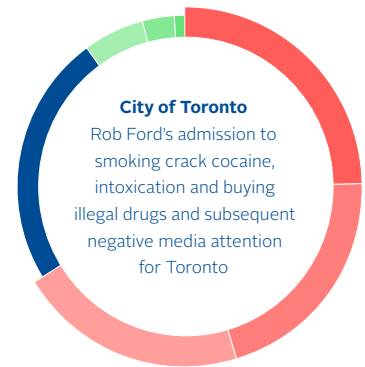 City of Toronto
Rob Ford’s admission to
smoking crack cocaine,
intoxication and buying
illegal drugs and subsequent
negative media attention
for Toronto